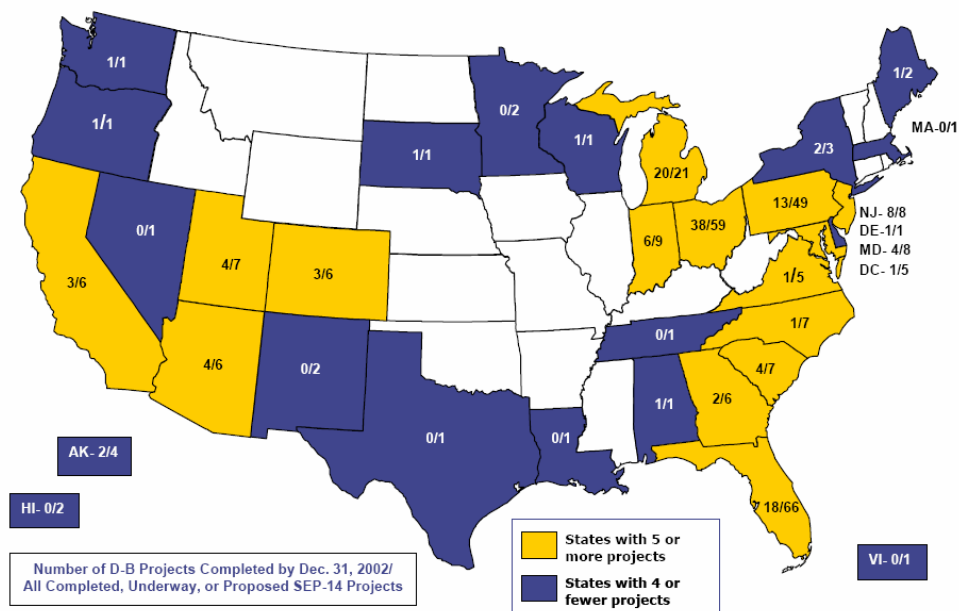 1/1
1/1
3/6
0/1
4/7
3/6
4/6
0/2
0/1
1/1
0/2
1/1
20/21
6/9
38/59
13/49
2/3
1/2
MA-0/1
NJ- 8/8
DE-1/1
MD- 4/8
DC- 1/5
1/5
1/7
0/1
4/7
2/6
1/1
0/1
18/66
AK- 2/4
HI- 0/2
VI- 0/1
Number of D-B Projects Completed by Dec. 31, 2002/
All Completed, Underway, or Proposed SEP-14 Projects
States with 5 or
more projects
States with 4 or
fewer projects